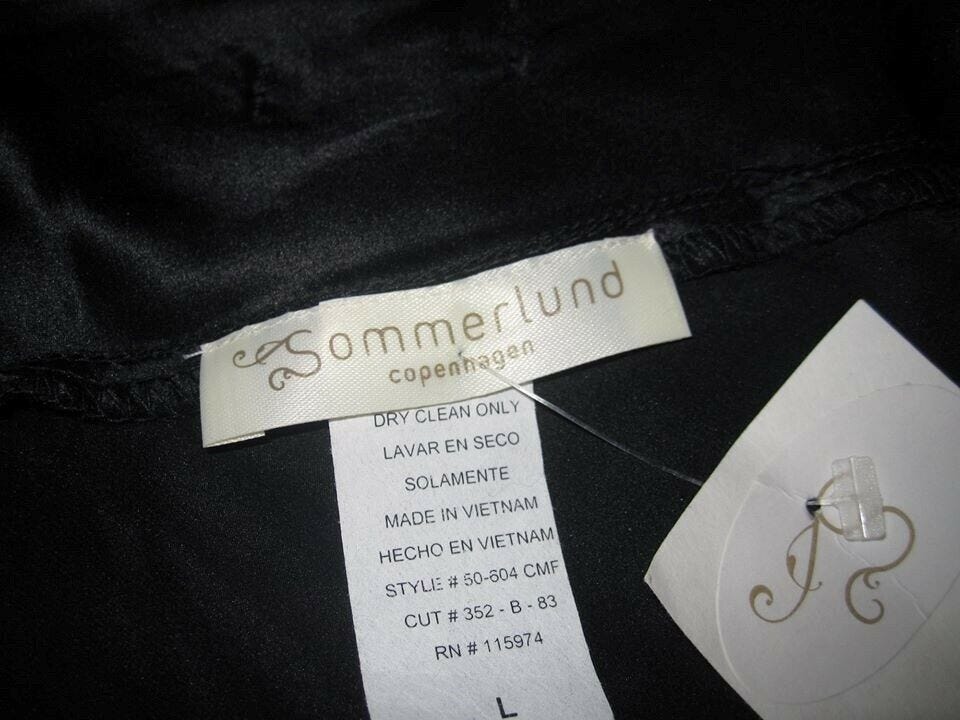 Sommerlund
copenhagen
DRY CLEAN ONLY
LAVAR EN SECO
SOLAMENTE
MADE IN VIETNAM
HECHO EN VIETNAM
STYLE # 50-604 CMF
CUT # 352 - B - 83
RN # 115974
L